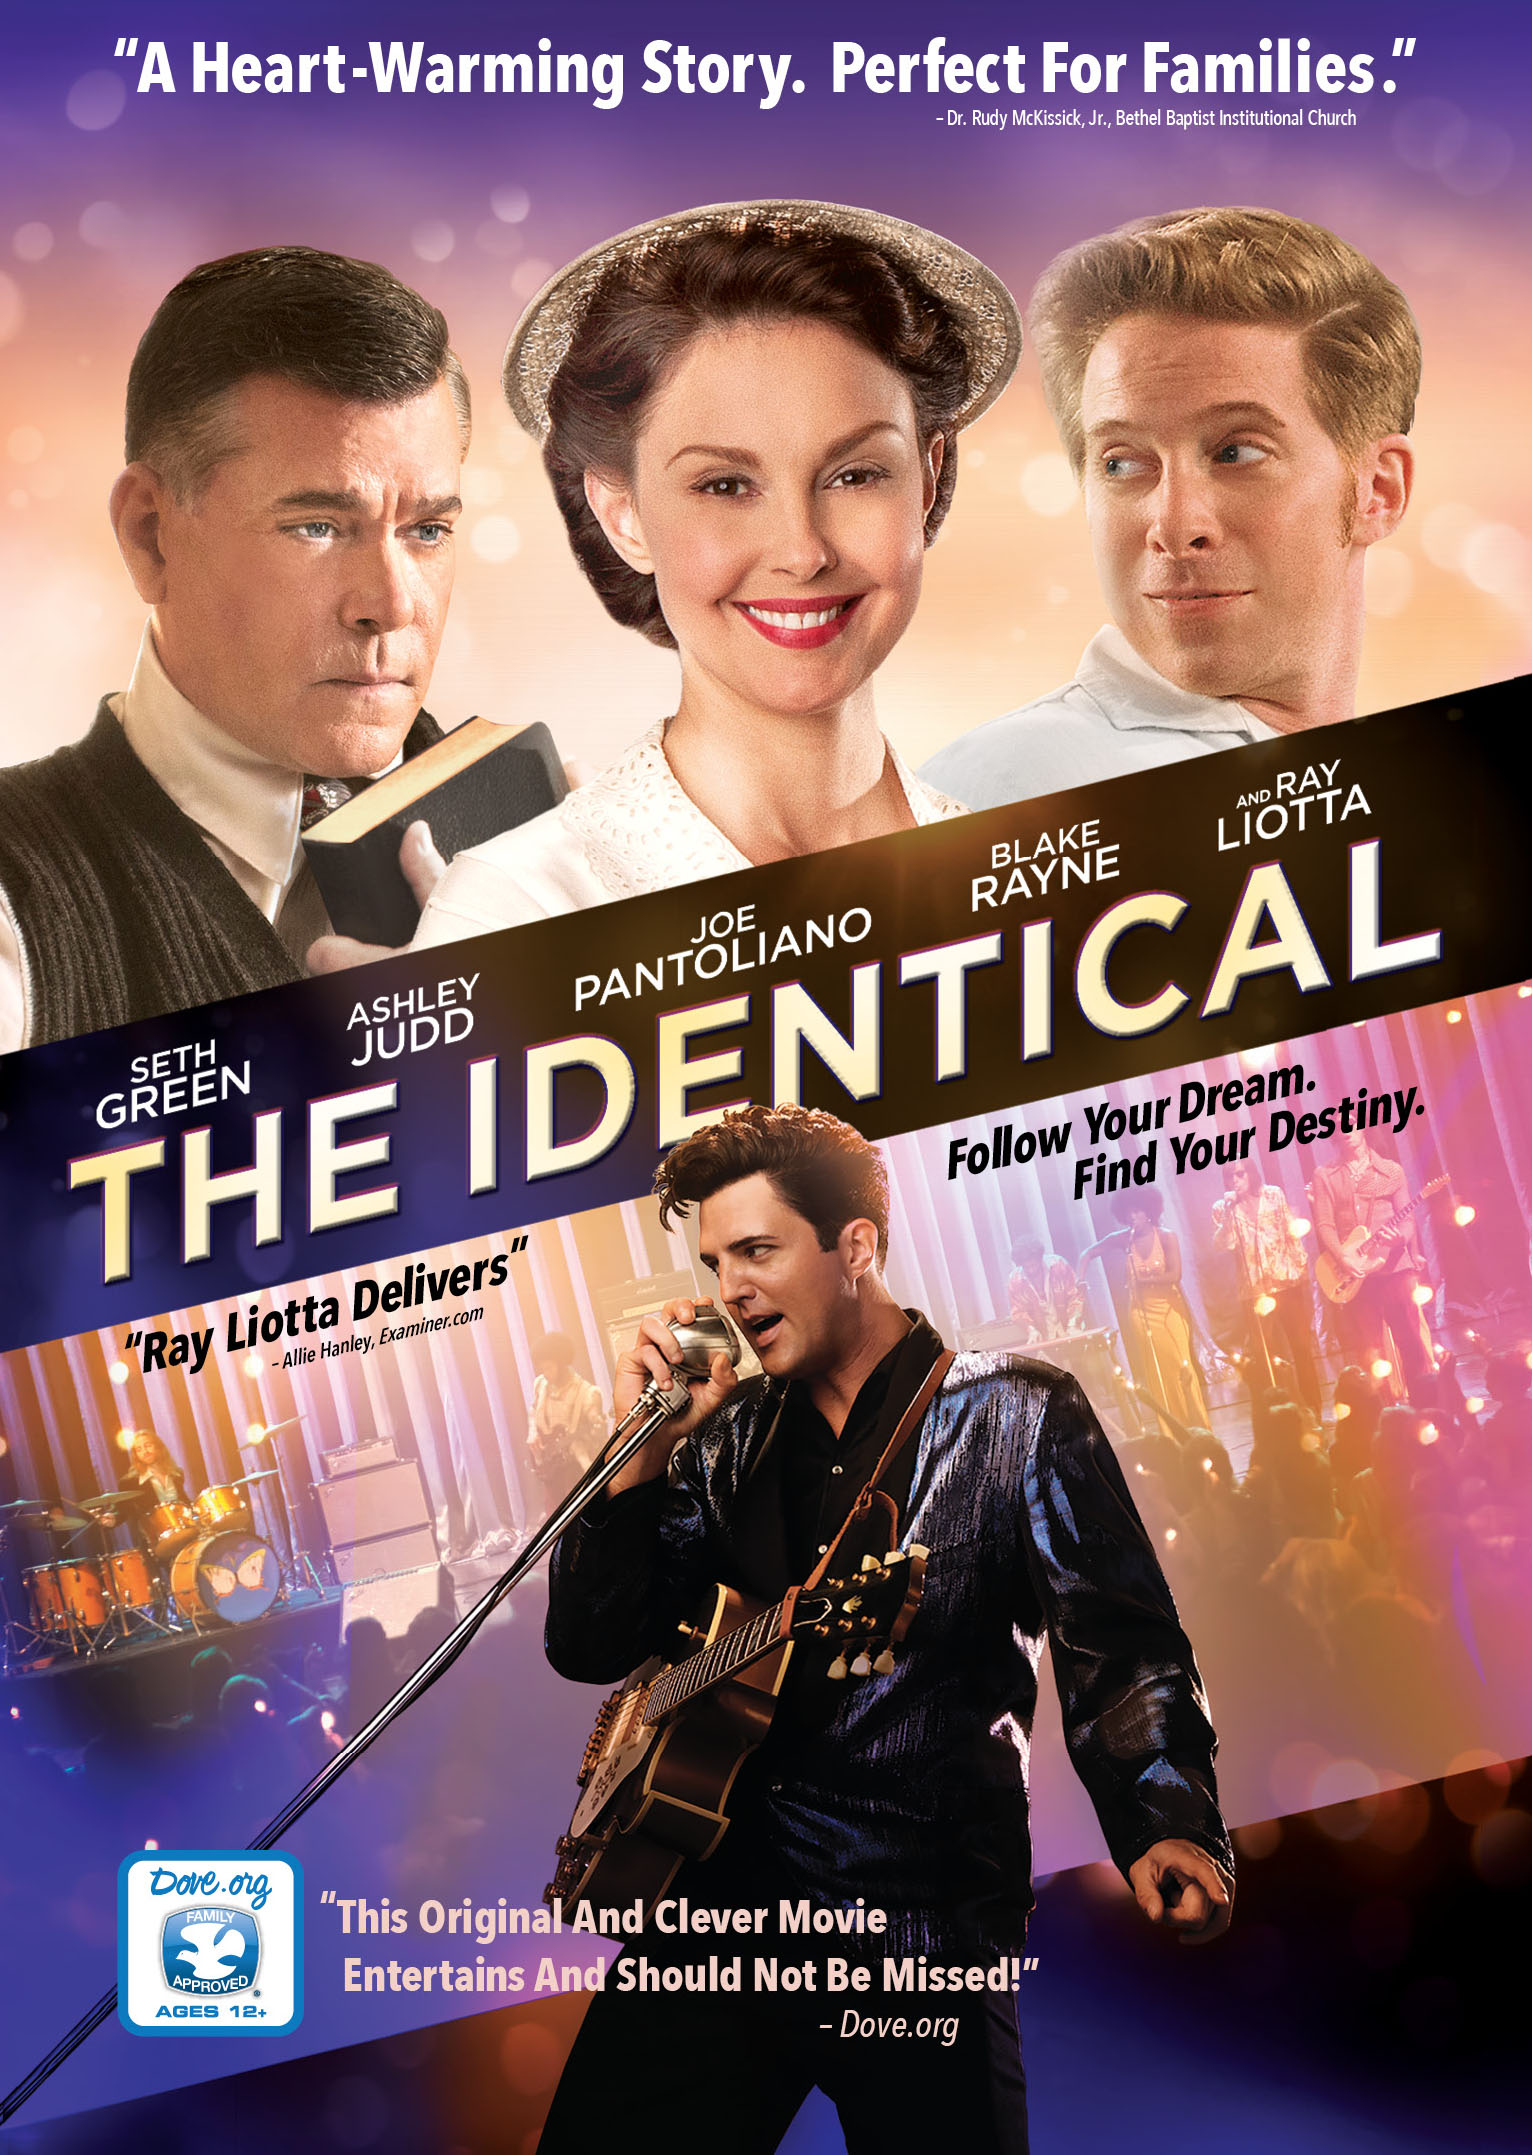 “A Heart-Warming Story. Perfect For Families.”
– Dr. Rudy McKissick, Jr., Bethel Baptist Institutional Church
SETH
GREEN
ASHLEY
JUDD
JOE
PANTOLIANO
BLAKE
RAYNE
AND RAY
LIOTTA
THE IDENTICAL
Follow Your Dream.
Find Your Destiny.
“Ray Liotta Delivers”
– Allie Hanley, Examiner.com
Dove.org
FAMILY
APPROVED
®
AGES 12+
“This Original And Clever Movie
Entertains And Should Not Be Missed!”
– Dove.org